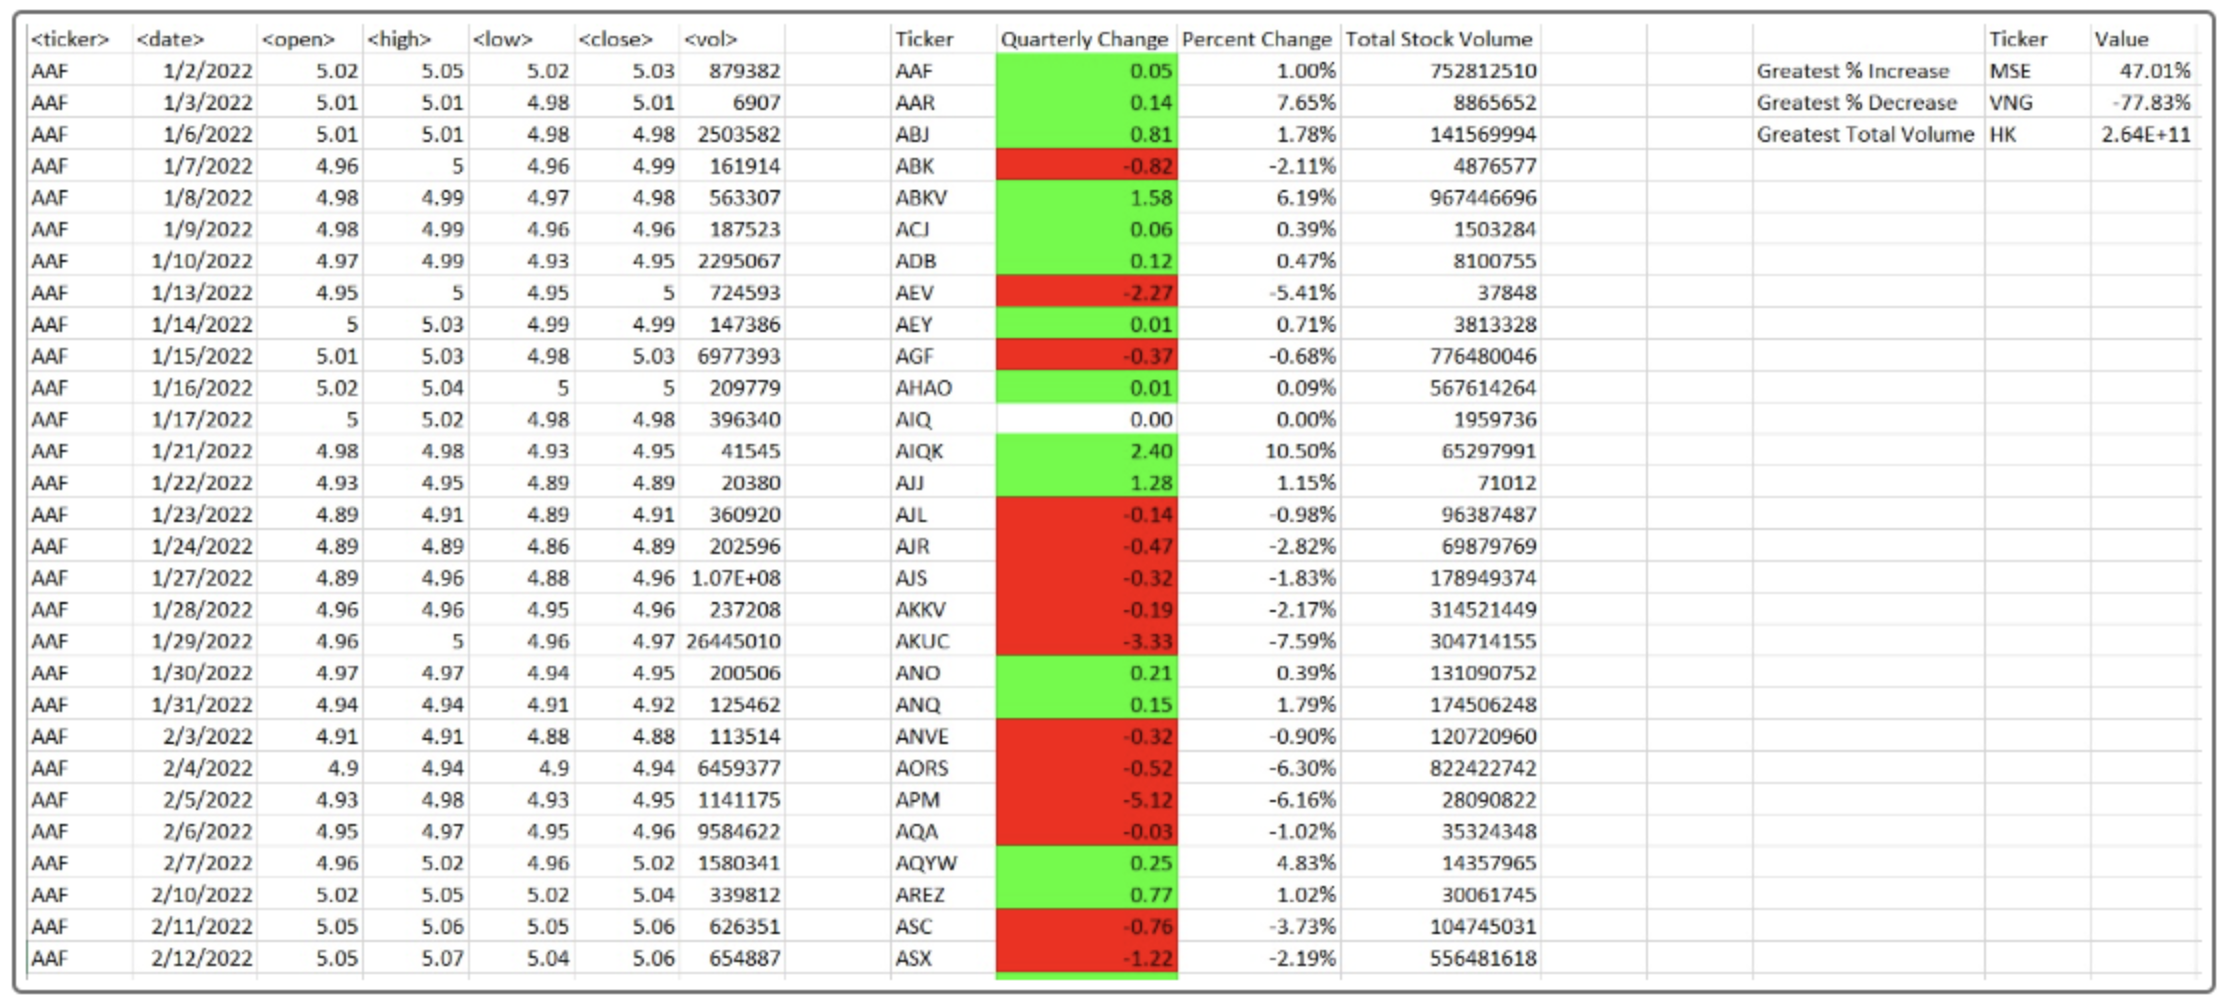 <ticker> <date> <open> <high> <low> <close> <vol> Ticker Quarterly Change Percent Change Total Stock Volume Ticker Value
AAF 1/2/2022 5.02 5.05 5.02 5.03 879382 AAF 0.05 1.00% 752812510 Greatest % Increase MSE 47.01%
AAF 1/3/2022 5.01 5.01 4.98 5.01 6907 AAR 0.14 7.65% 8865652 Greatest % Decrease VNG -77.83%
AAF 1/6/2022 5.01 5.01 4.98 4.98 2503582 ABJ 0.81 1.78% 141569994 Greatest Total Volume HK 2.64E+11
AAF 1/7/2022 4.96 5 4.96 4.99 161914 ABK -0.82 -2.11% 4876577
AAF 1/8/2022 4.98 4.99 4.97 4.98 563307 ABKV 1.58 6.19% 967446696
AAF 1/9/2022 4.98 4.99 4.96 4.96 187523 ACJ 0.06 0.39% 1503284
AAF 1/10/2022 4.97 4.99 4.93 4.95 2295067 ADB 0.12 0.47% 8100755
AAF 1/13/2022 4.95 5 4.95 5 724593 AEV -2.27 -5.41% 37848
AAF 1/14/2022 5 5.03 4.99 4.99 147386 AEY 0.01 0.71% 3813328
AAF 1/15/2022 5.01 5.03 4.98 5.03 6977393 AGF -0.37 -0.68% 776480046
AAF 1/16/2022 5.02 5.04 5 5 209779 AHAO 0.01 0.09% 567614264
AAF 1/17/2022 5 5.02 4.98 4.98 396340 AIQ 0.00 0.00% 1959736
AAF 1/21/2022 4.98 4.98 4.93 4.95 41545 AIQK 2.40 10.50% 65297991
AAF 1/22/2022 4.93 4.95 4.89 4.89 20380 AJJ 1.28 1.15% 71012
AAF 1/23/2022 4.89 4.91 4.89 4.91 360920 AJL -0.14 -0.98% 96387487
AAF 1/24/2022 4.89 4.89 4.86 4.89 202596 AJR -0.47 -2.82% 69879769
AAF 1/27/2022 4.89 4.96 4.88 4.96 1.07E+08 AJS -0.32 -1.83% 178949374
AAF 1/28/2022 4.96 4.96 4.95 4.96 237208 AKKV -0.19 -2.17% 314521449
AAF 1/29/2022 4.96 5 4.96 4.97 26445010 AKUC -3.33 -7.59% 304714155
AAF 1/30/2022 4.97 4.97 4.94 4.95 200506 ANO 0.21 0.39% 131090752
AAF 1/31/2022 4.94 4.94 4.91 4.92 125462 ANQ 0.15 1.79% 174506248
AAF 2/3/2022 4.91 4.91 4.88 4.88 113514 ANVE -0.32 -0.90% 120720960
AAF 2/4/2022 4.9 4.94 4.9 4.94 6459377 AORS -0.52 -6.30% 822422742
AAF 2/5/2022 4.93 4.98 4.93 4.95 1141175 APM -5.12 -6.16% 28090822
AAF 2/6/2022 4.95 4.97 4.95 4.96 9584622 AQA -0.03 -1.02% 35324348
AAF 2/7/2022 4.96 5.02 4.96 5.02 1580341 AQYW 0.25 4.83% 14357965
AAF 2/10/2022 5.02 5.05 5.02 5.04 339812 AREZ 0.77 1.02% 30061745
AAF 2/11/2022 5.05 5.06 5.05 5.06 626351 ASC -0.76 -3.73% 104745031
AAF 2/12/2022 5.05 5.07 5.04 5.06 654887 ASX -1.22 -2.19% 556481618